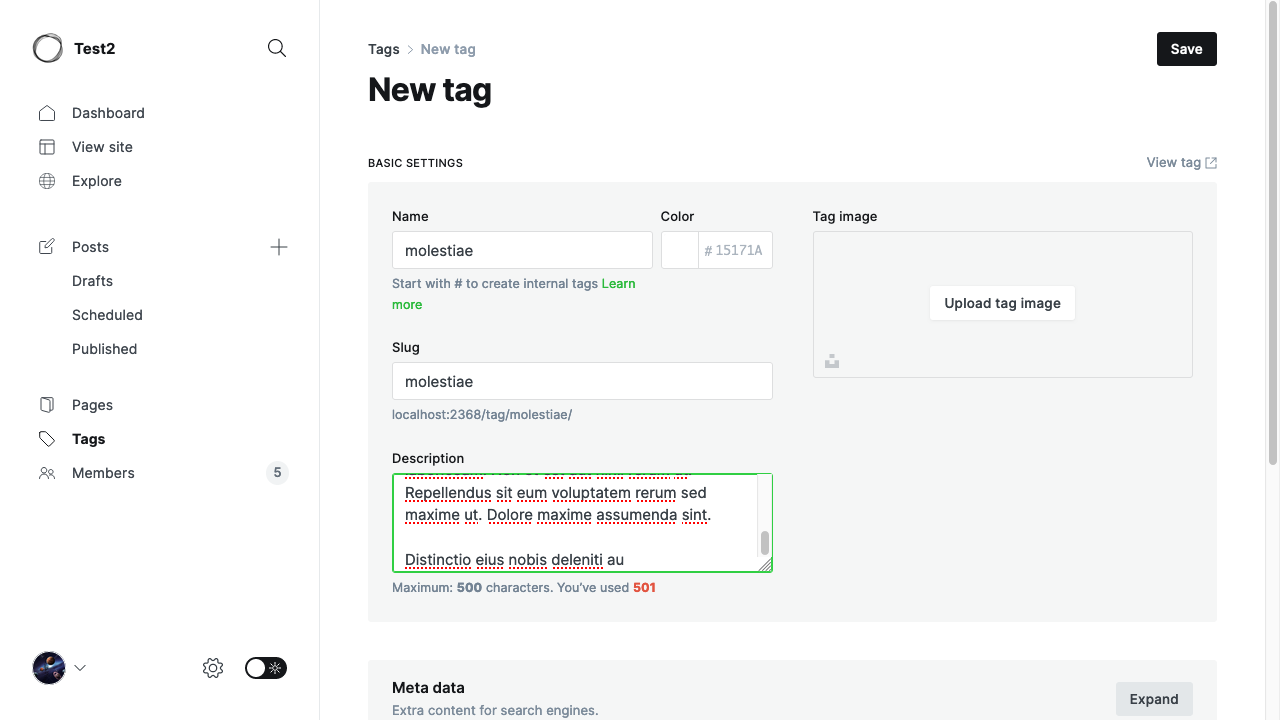 Test2
Dashboard
View site
Explore
Posts
Drafts
Scheduled
Published
Pages
Tags
Members
5
Tags > New tag
Save
New tag
BASIC SETTINGS
View tag
Name
molestiae
Start with # to create internal tags Learn
more
Color
# 15171A
Tag image
Upload tag image
Slug
molestiae
localhost:2368/tag/molestiae/
Description
Repellendus sit eum voluptatem rerum sed
maxime ut. Dolore maxime assumenda sint.
Distinctio eius nobis deleniti au
Maximum: 500 characters. You’ve used 501
Meta data
Extra content for search engines.
Expand